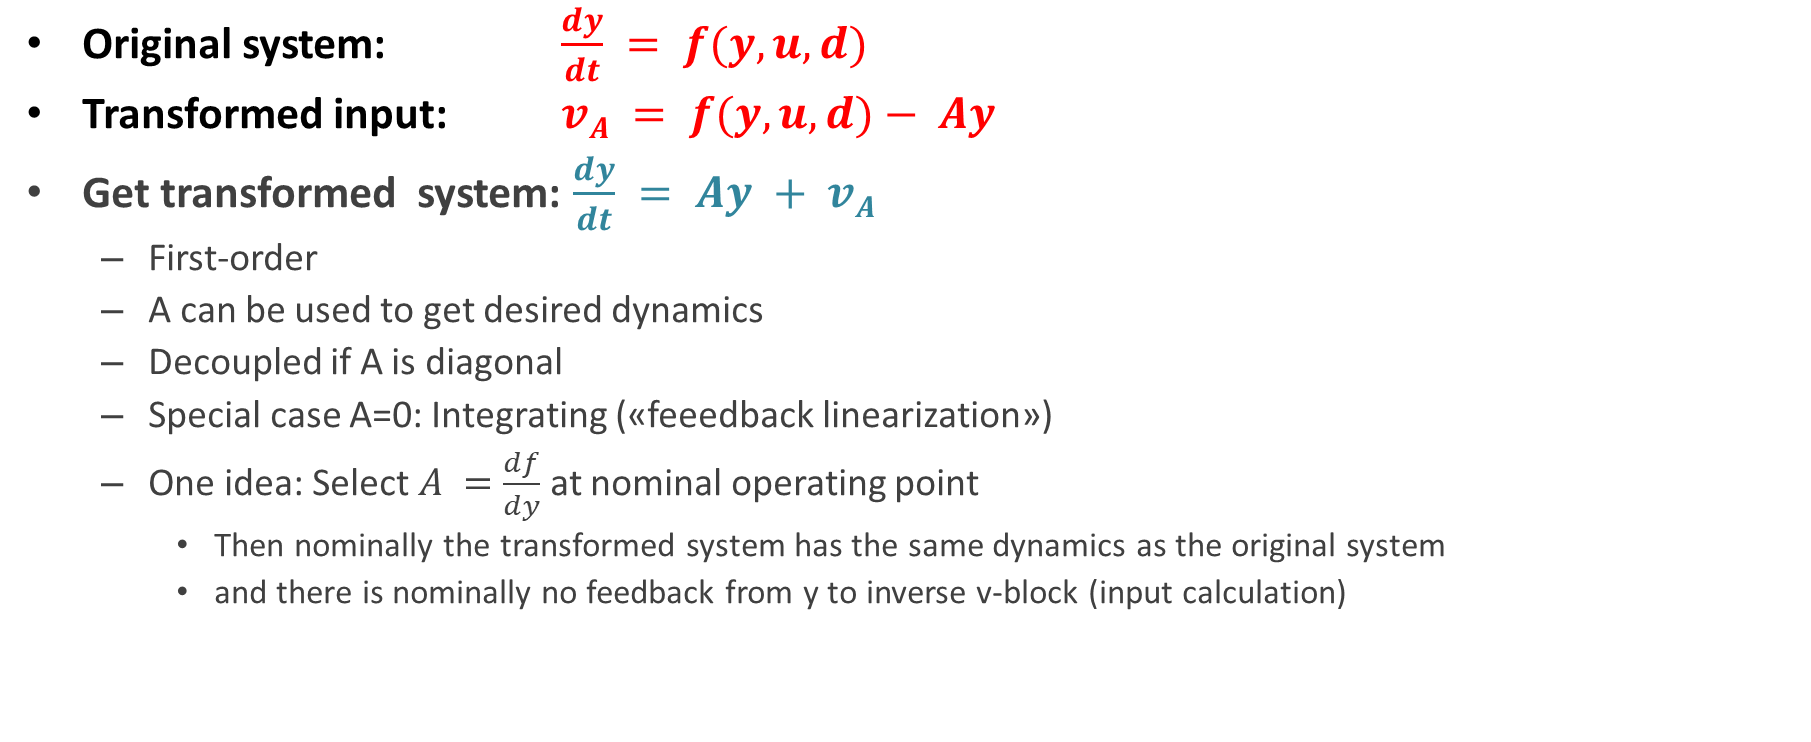 • Original system: dy/dt = f(y, u, d)
• Transformed input: v_A = f(y, u, d) − Ay
• Get transformed system: dy/dt = Ay + v_A
– First-order
– A can be used to get desired dynamics
– Decoupled if A is diagonal
– Special case A=0: Integrating («feeedback linearization»)
– One idea: Select A = df/dy at nominal operating point
• Then nominally the transformed system has the same dynamics as the original system
• and there is nominally no feedback from y to inverse v-block (input calculation)